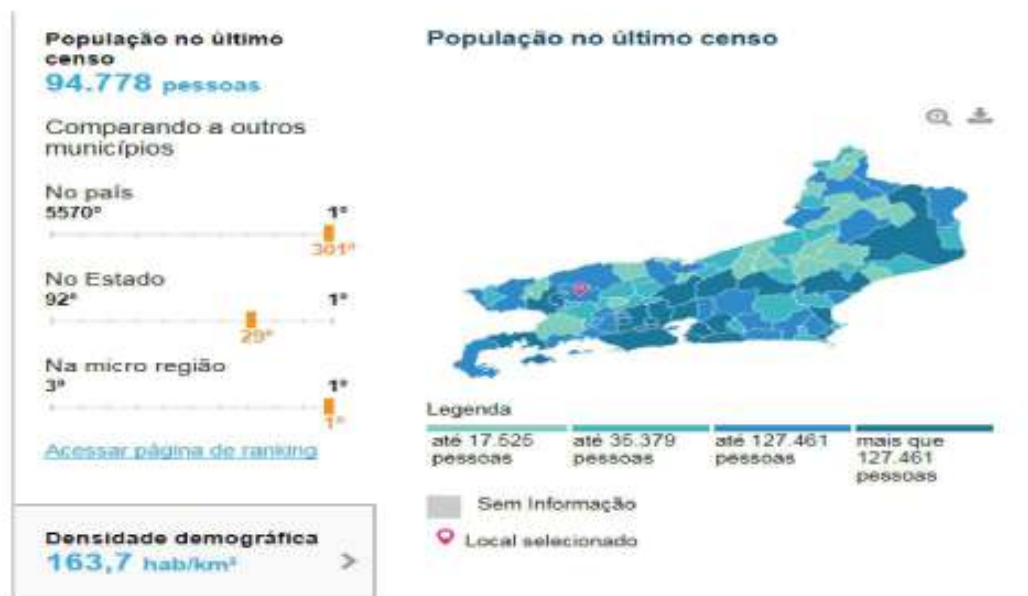 População no último
censo
94.778 pessoas
Comparando a outros
municípios
No país
5570º 1º
301º
No Estado
92º 1º
29º
Na micro região
3º 1º
1º
Acessar página de ranking
Densidade demográfica
163,7 hab/km²
População no último censo
Legenda
até 17.525
pessoas
até 35.379
pessoas
até 127.461
pessoas
mais que
127.461
pessoas
Sem Informação
Local selecionado